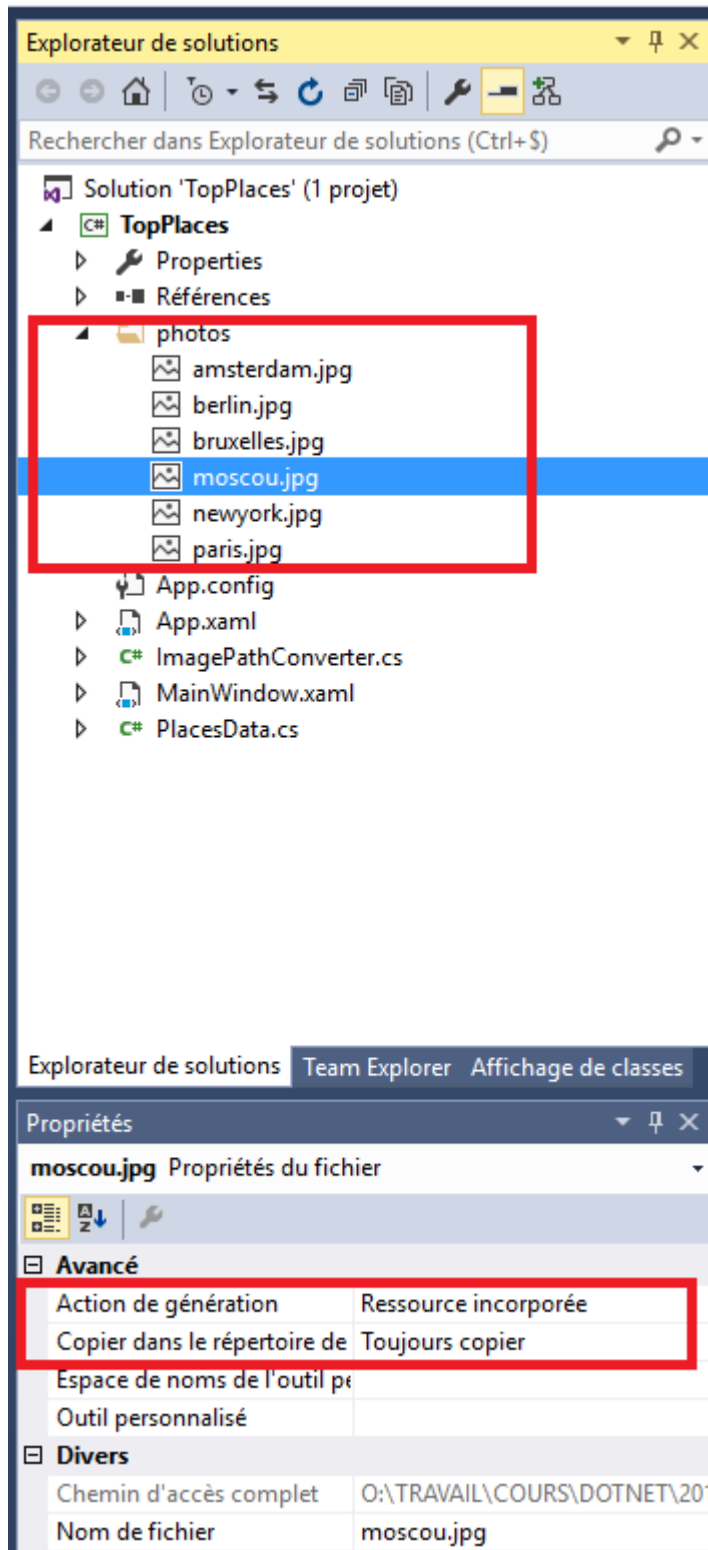 Explorateur de solutions
Rechercher dans Explorateur de solutions (Ctrl+$)
Solution 'TopPlaces' (1 projet)
C# TopPlaces
Properties
Références
photos
amsterdam.jpg
berlin.jpg
bruxelles.jpg
moscou.jpg
newyork.jpg
paris.jpg
App.config
App.xaml
C# ImagePathConverter.cs
MainWindow.xaml
C# PlacesData.cs
Explorateur de solutions Team Explorer Affichage de classes
Propriétés
moscou.jpg Propriétés du fichier
Avancé
Action de génération Ressource incorporée
Copier dans le répertoire de Toujours copier
Espace de noms de l'outil pe
Outil personnalisé
Divers
Chemin d'accès complet O:\TRAVAIL\COURS\DOTNET\201
Nom de fichier moscou.jpg